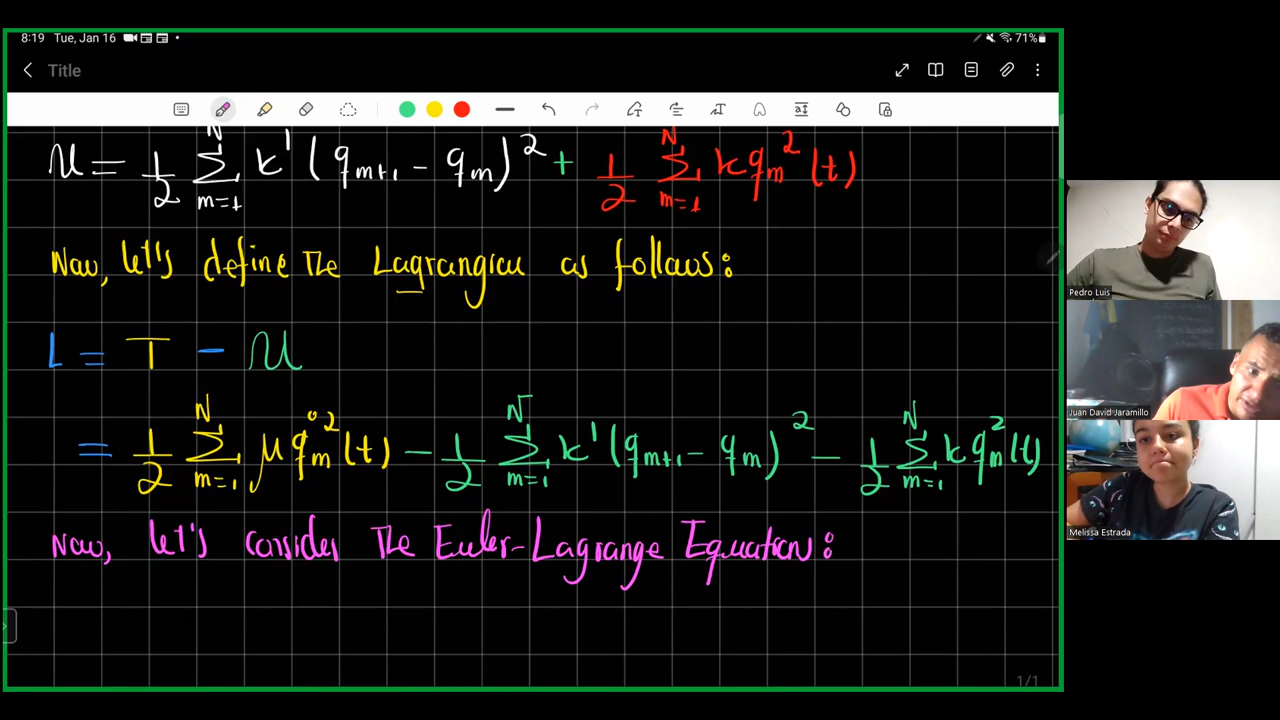 8:19 Tue, Jan 16
71%
Title
U = 1/2 Σ_{m=1}^{N} k' (q_{m+1} - q_m)^2 + 1/2 Σ_{m=1}^{N} k q_m^2 (t)
Now, let's define the Lagrangian as follows:
L = T - U
= 1/2 Σ_{m=1}^{N} μ q̇_m^2 (t) - 1/2 Σ_{m=1}^{N} k' (q_{m+1} - q_m)^2 - 1/2 Σ_{m=1}^{N} k q_m^2 (t)
Now, let's consider the Euler-Lagrange Equation:
1/1
Pedro Luis
Juan David Jaramillo
Melissa Estrada